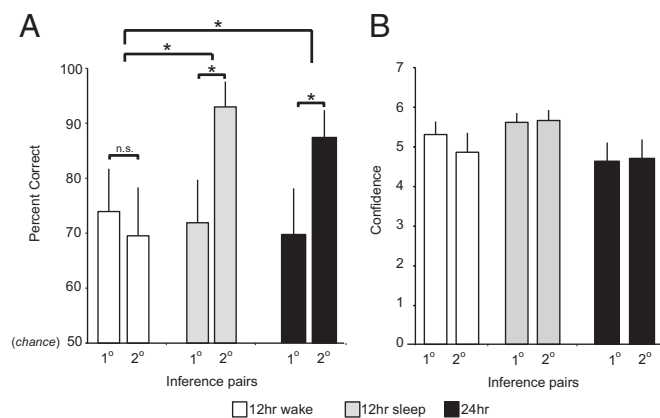 A
B
*
*
*
*
n.s.
100
90
80
70
60
(chance) 50
Percent Correct
1° 2° 1° 2° 1° 2°
Inference pairs
7
6
5
4
3
2
1
0
Confidence
1° 2° 1° 2° 1° 2°
Inference pairs
12hr wake 12hr sleep 24hr